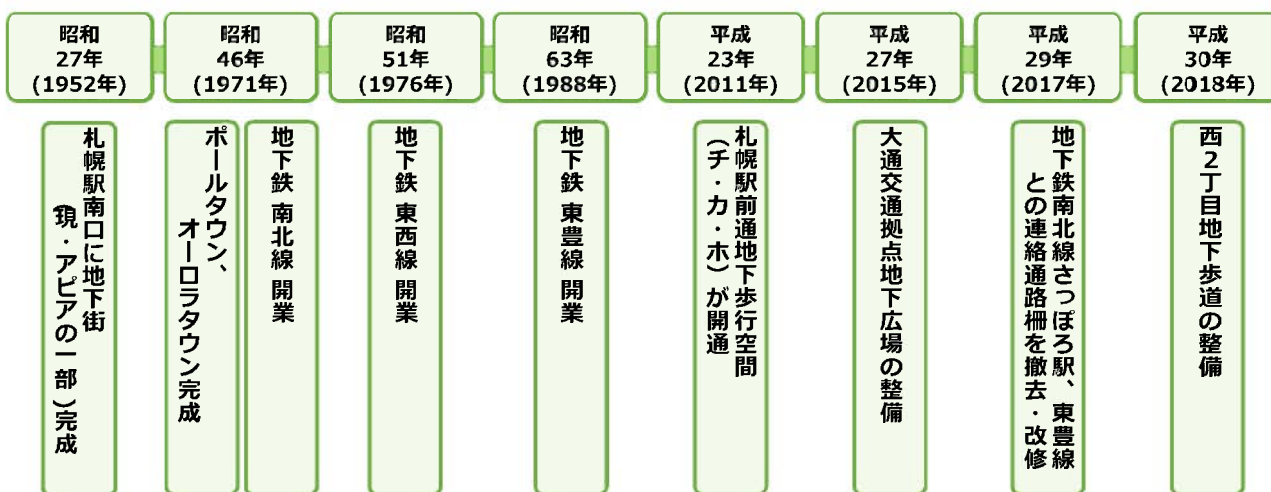 昭和
27年
(1952年)
昭和
46年
(1971年)
昭和
51年
(1976年)
昭和
63年
(1988年)
平成
23年
(2011年)
平成
27年
(2015年)
平成
29年
(2017年)
平成
30年
(2018年)
札幌駅南口に地下街
(現・アピアの一部)完成
ポールタウン、
オーロラタウン完成
地下鉄 南北線 開業
地下鉄 東西線 開業
地下鉄 東豊線 開業
札幌駅前通地下歩行空間
(チ・カ・ホ)が開通
大通交通拠点地下広場の整備
地下鉄南北線さっぽろ駅、東豊線
との連絡通路柵を撤去・改修
西2丁目地下歩道の整備